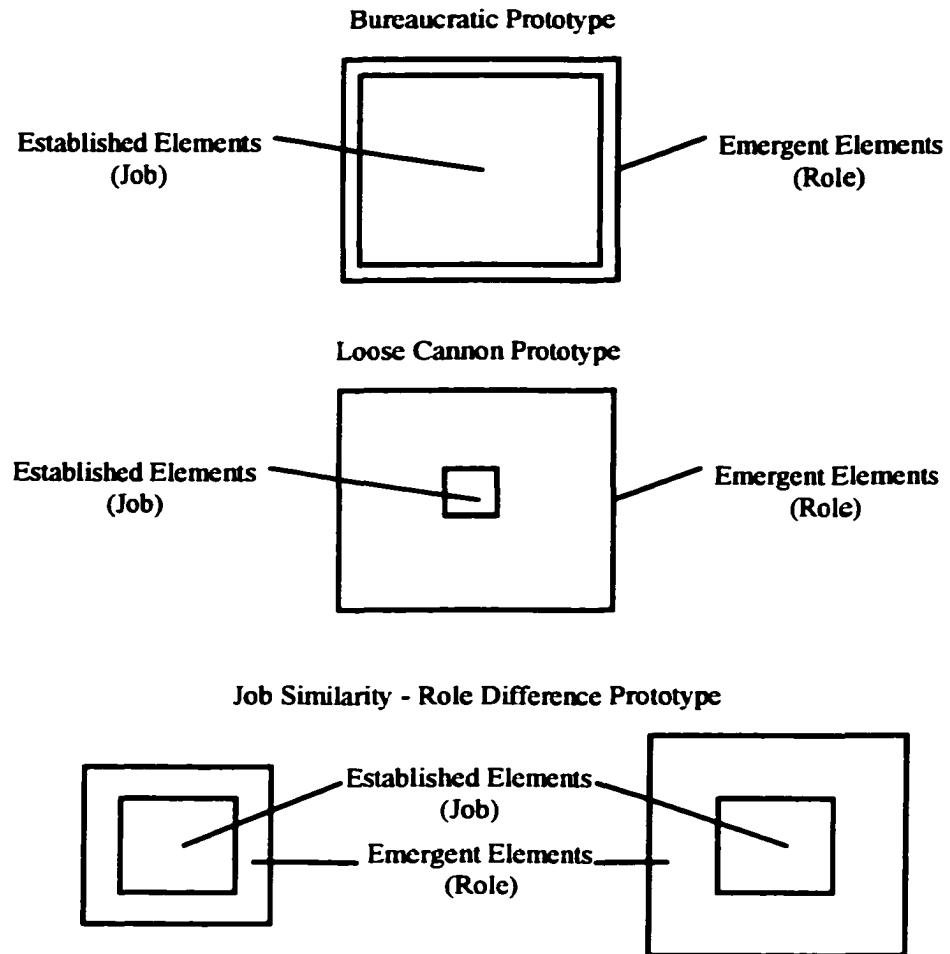 Bureaucratic Prototype
Established Elements
(Job)
Emergent Elements
(Role)
Loose Cannon Prototype
Established Elements
(Job)
Emergent Elements
(Role)
Job Similarity - Role Difference Prototype
Established Elements
(Job)
Emergent Elements
(Role)